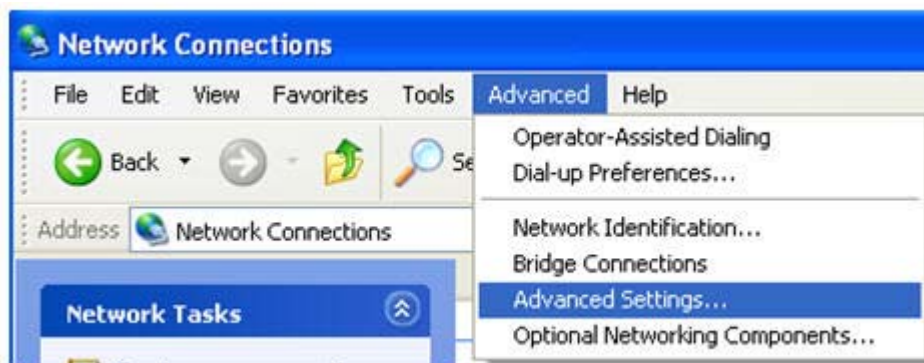 Network Connections
File Edit View Favorites Tools Advanced Help
Operator-Assisted Dialing
Back
Dial-up Preferences...
Address Network Connections
Network Identification...
Bridge Connections
Network Tasks
Advanced Settings...
Optional Networking Components...